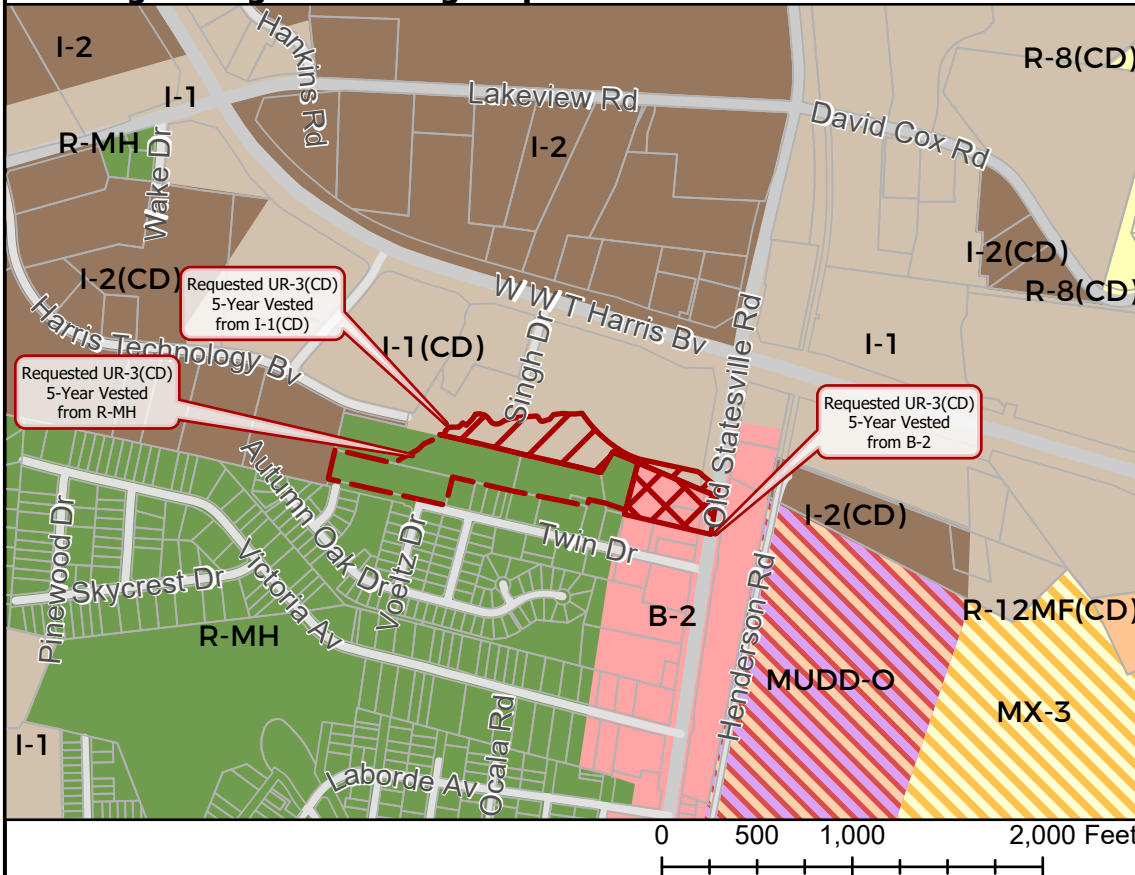 I-2
Hankins Rd
R-8(CD)
I-1
Lakeview Rd
David Cox Rd
R-MH
I-2
Wake Dr
I-2(CD)
I-2(CD)
Requested UR-3(CD)
5-Year Vested
from I-1(CD)
R-8(CD)
W W T Harris Bv
Harris Technology Bv
I-1(CD)
Singh Dr
Old Statesville Rd
I-1
Requested UR-3(CD)
5-Year Vested
from R-MH
Requested UR-3(CD)
5-Year Vested
from B-2
Autumn Oak Dr
Pinewood Dr
Voeltz Dr
Twin Dr
I-2(CD)
Skycrest Dr
Victoria Av
B-2
Henderson Rd
R-12MF(CD)
R-MH
MUDD-O
MX-3
I-1
Ocala Rd
Laborde Av
0 500 1,000 2,000 Feet